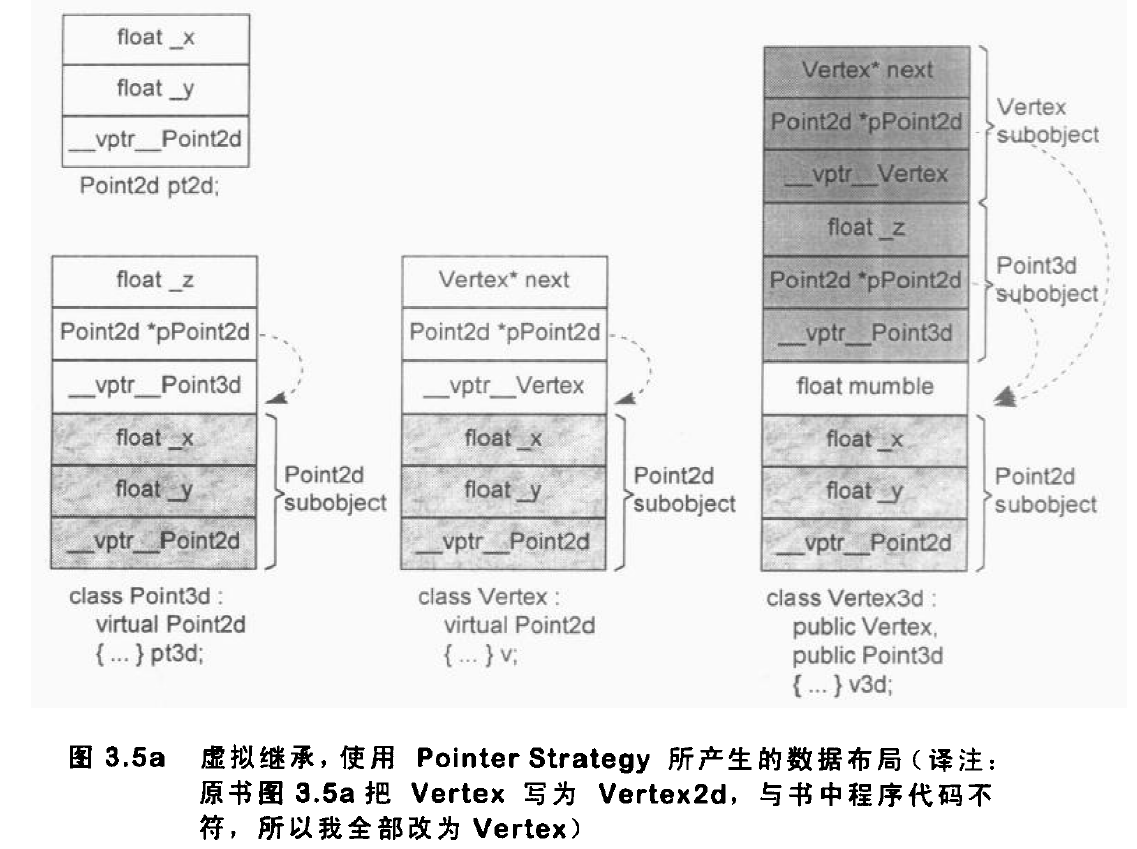 float _x
float _y
__vptr__Point2d
Point2d pt2d;
float _z
Point2d *pPoint2d
__vptr__Point3d
float _x
float _y
__vptr__Point2d
Point2d
subobject
class Point3d :
virtual Point2d
{ ... } pt3d;
Vertex* next
Point2d *pPoint2d
__vptr__Vertex
float _x
float _y
__vptr__Point2d
Point2d
subobject
class Vertex :
virtual Point2d
{ ... } v;
Vertex* next
Point2d *pPoint2d
__vptr__Vertex
Vertex
subobject
float _z
Point2d *pPoint2d
__vptr__Point3d
Point3d
subobject
float mumble
float _x
float _y
__vptr__Point2d
Point2d
subobject
class Vertex3d :
public Vertex,
public Point3d
{ ... } v3d;
图 3.5a 虚拟继承，使用 Pointer Strategy 所产生的数据布局（译注：
原书图 3.5a 把 Vertex 写为 Vertex2d，与书中程序代码不
符，所以我全部改为 Vertex）